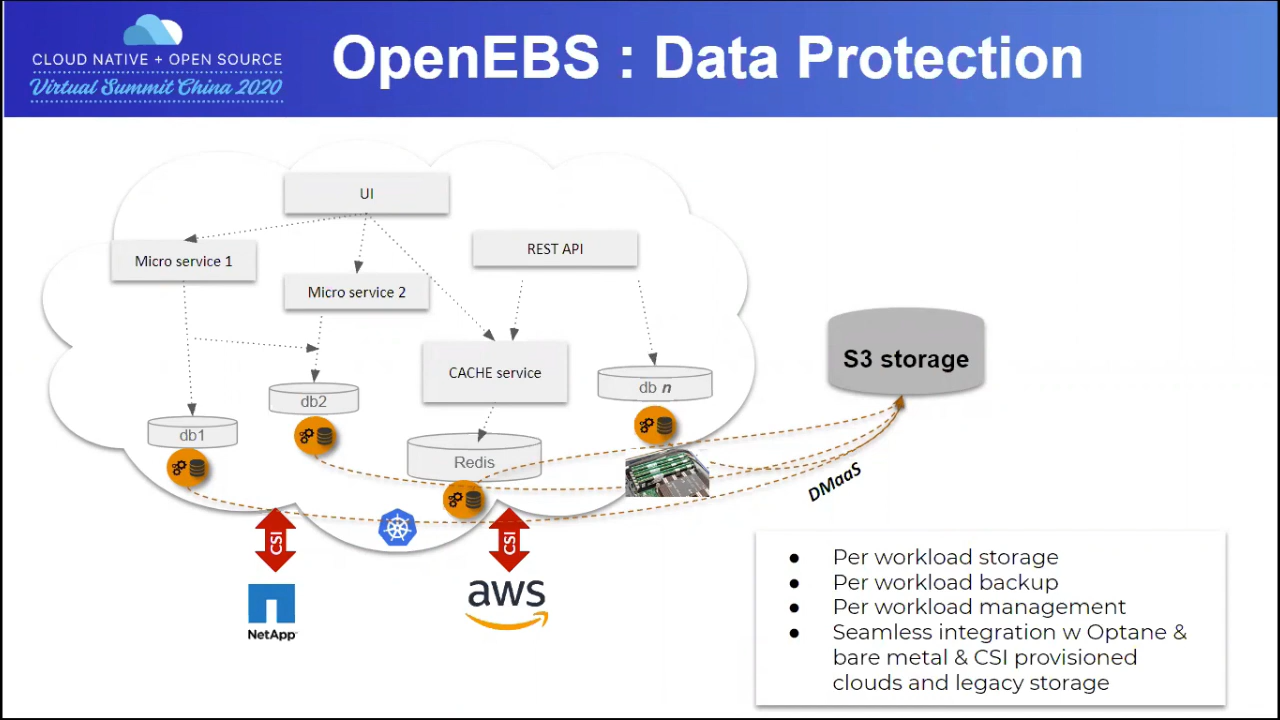 CLOUD NATIVE + OPEN SOURCE
Virtual Summit China 2020
OpenEBS : Data Protection
UI
REST API
Micro service 1
Micro service 2
CACHE service
S3 storage
db n
db2
db1
Redis
DMaaS
CSI
CSI
NetApp
aws
● Per workload storage
● Per workload backup
● Per workload management
● Seamless integration w Optane &
bare metal & CSI provisioned
clouds and legacy storage